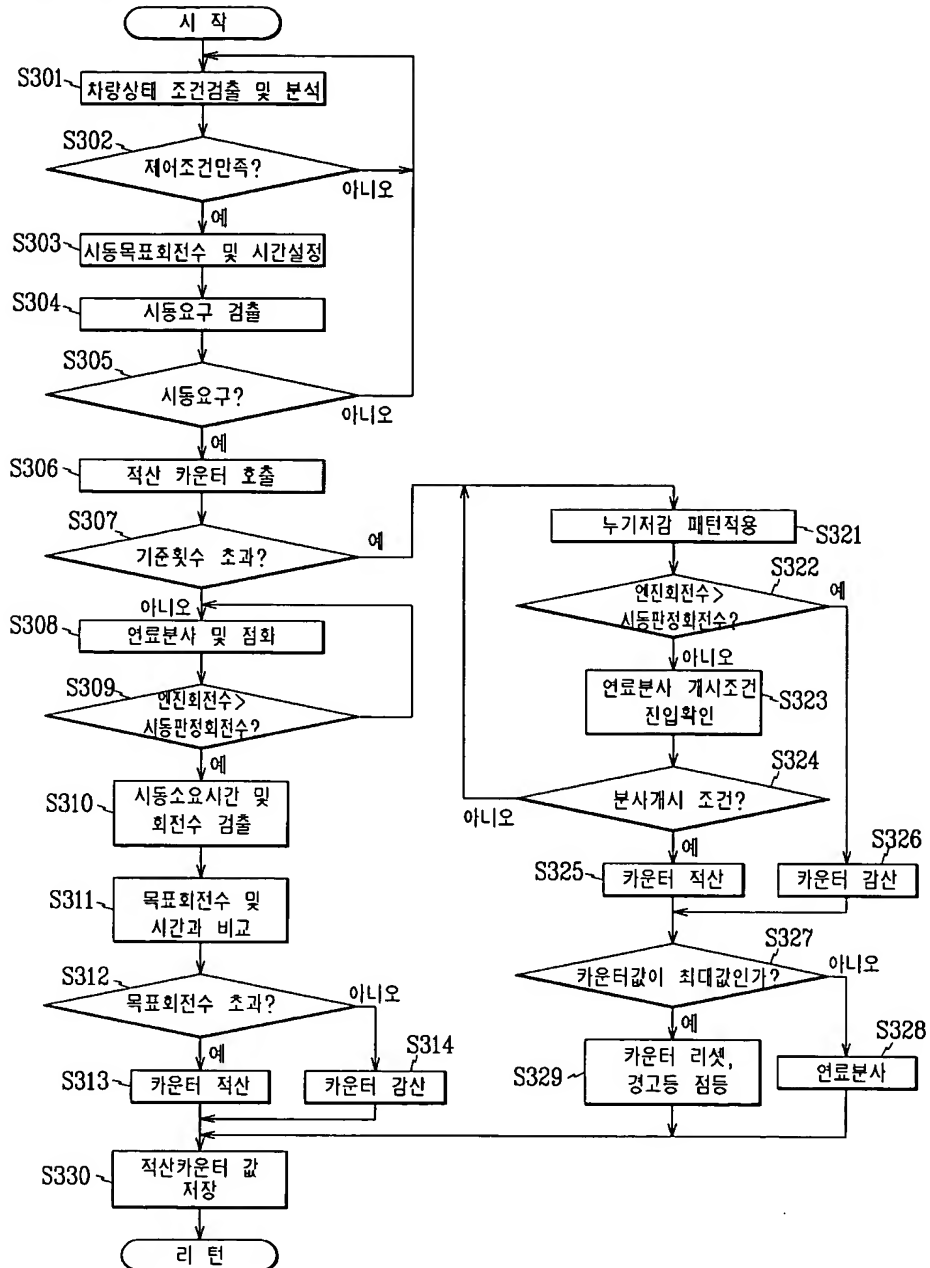 시 작
S301
차량상태 조건검출 및 분석
S302
제어조건만족?
아니오
예
S303
시동목표회전수 및 시간설정
S304
시동요구 검출
S305
시동요구?
아니오
예
S306
적산 카운터 호출
S307
기준횟수 초과?
예
아니오
S308
연료분사 및 점화
S309
엔진회전수>
시동판정회전수?
예
S310
시동소요시간 및
회전수 검출
S311
목표회전수 및
시간과 비교
S312
목표회전수 초과?
아니오
예
S313
카운터 적산
S314
카운터 감산
S321
누기저감 패턴적용
S322
엔진회전수>
시동판정회전수?
예
아니오
S323
연료분사 개시조건
진입확인
S324
분사개시 조건?
아니오
예
S325
카운터 적산
S326
카운터 감산
S327
카운터값이 최대값인가?
아니오
예
S328
연료분사
S329
카운터 리셋,
경고등 점등
S330
적산카운터 값
저장
리 턴